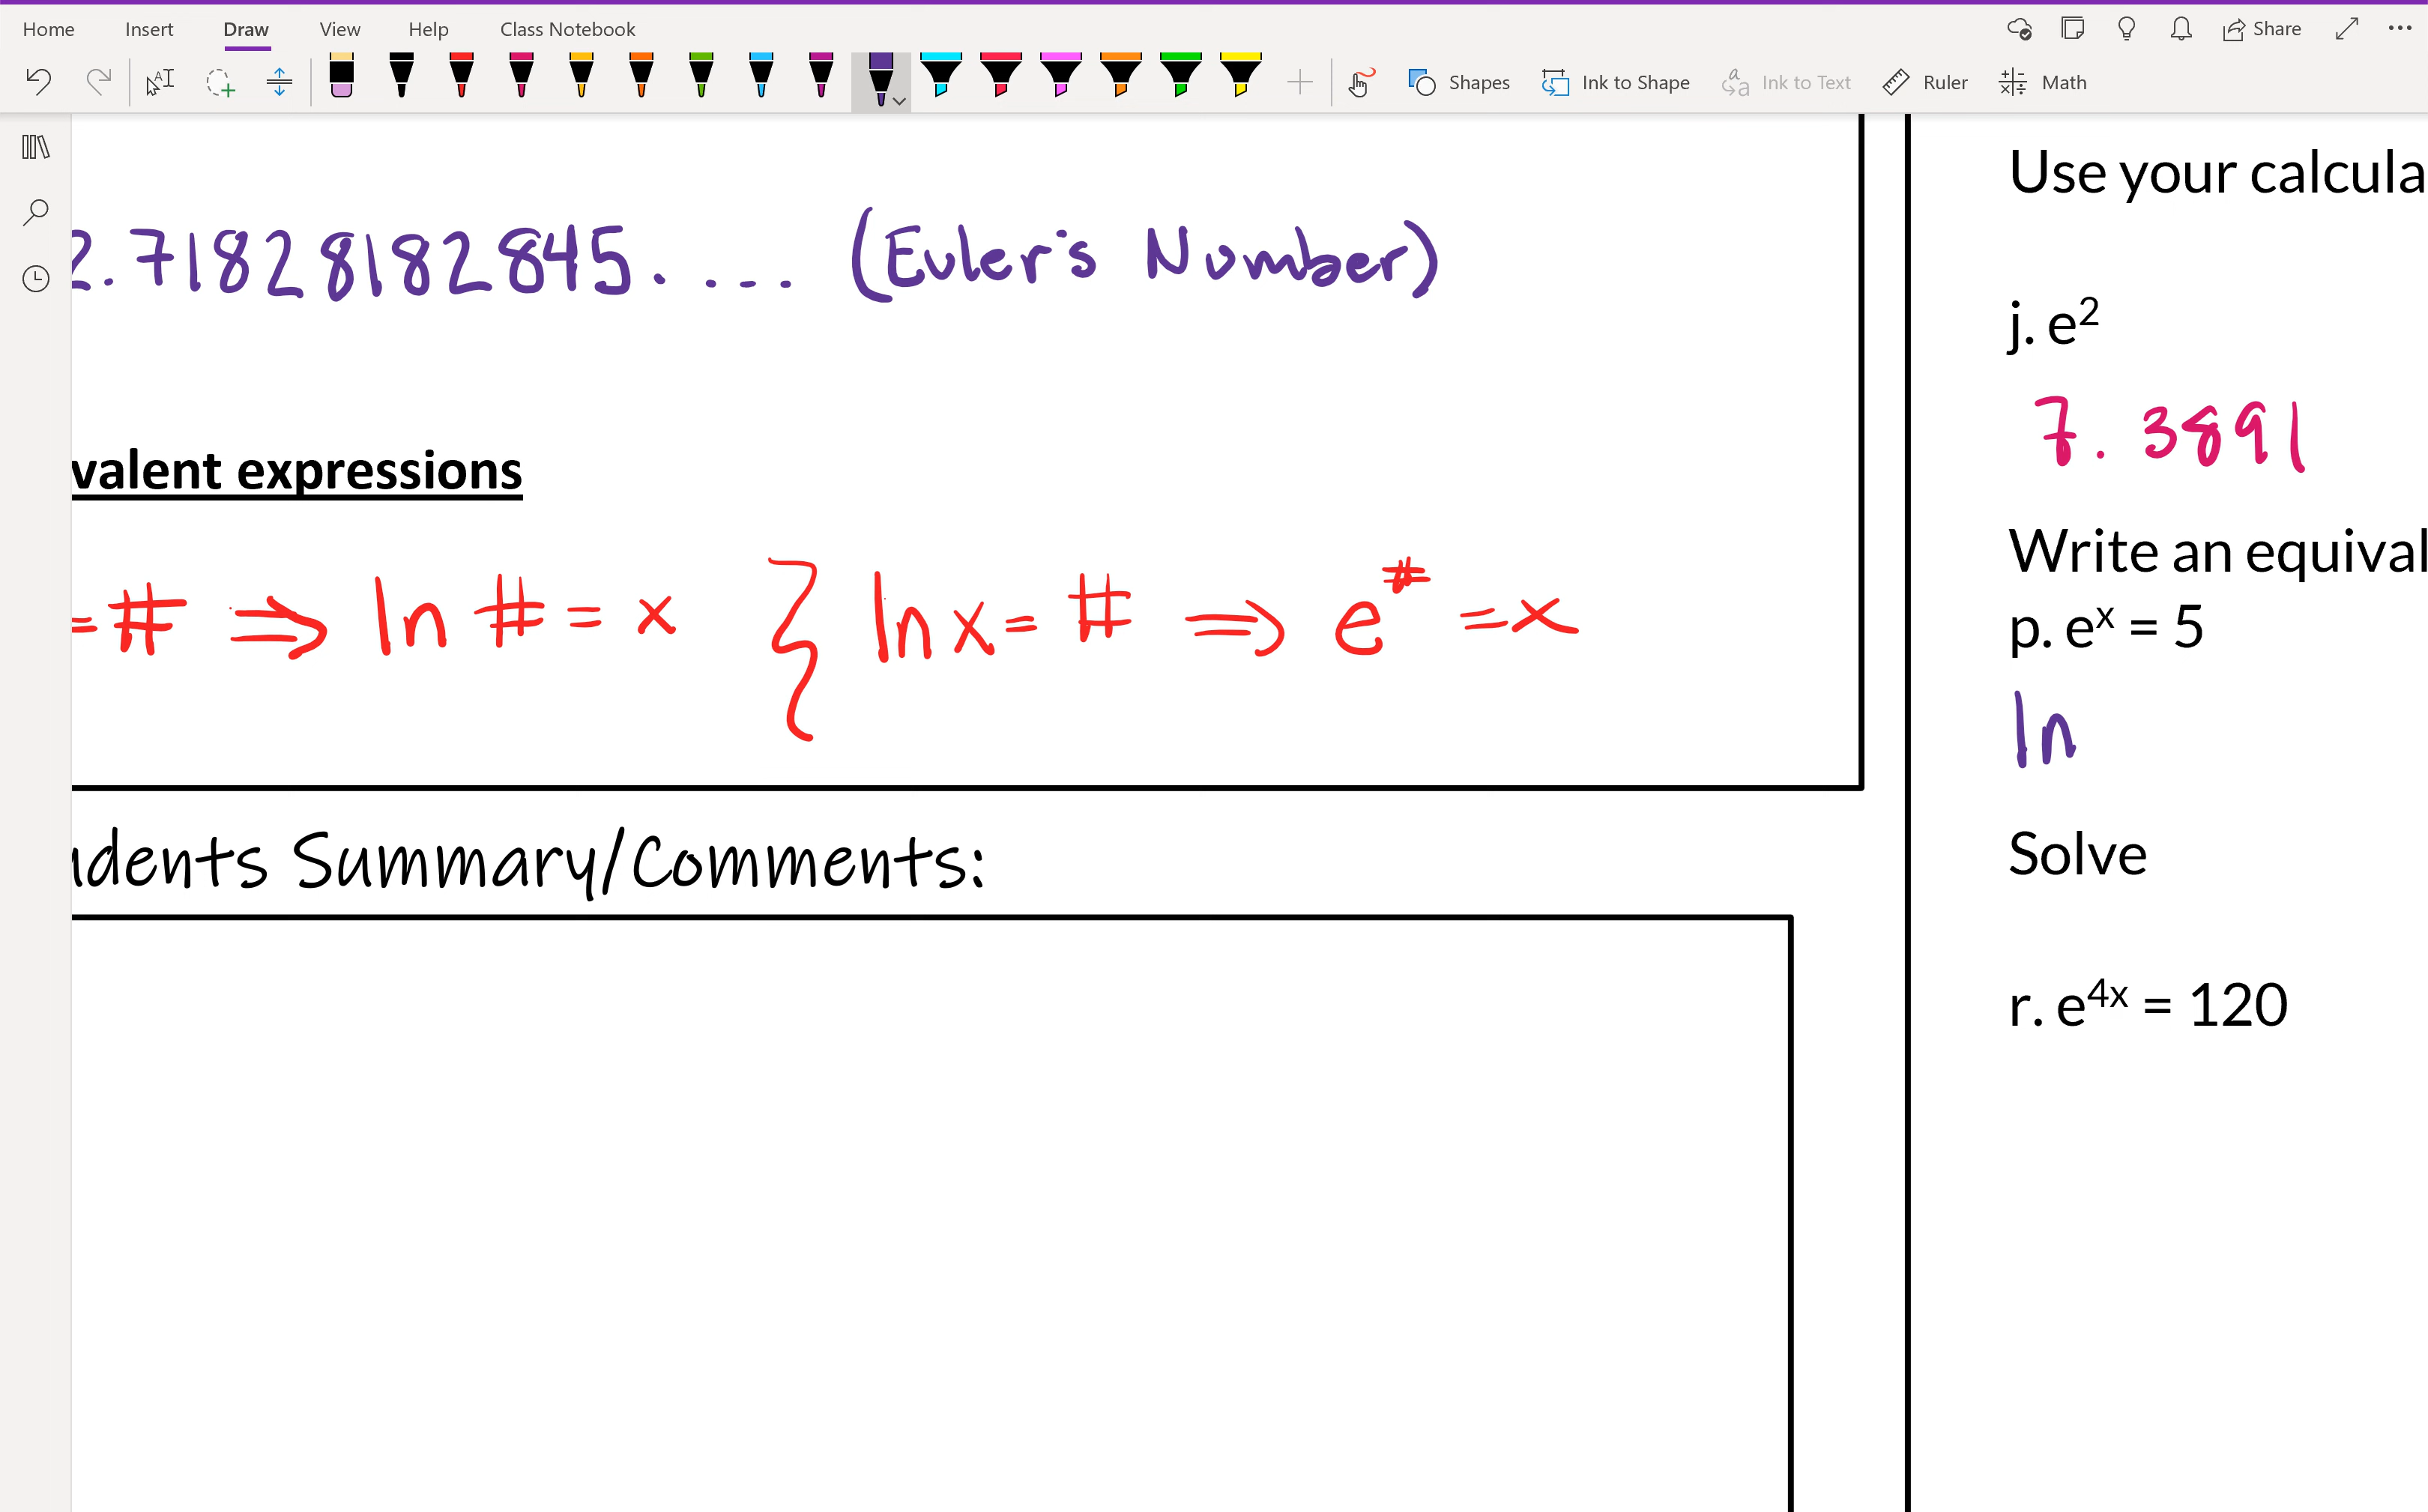 Home Insert Draw View Help Class Notebook Share
Shapes Ink to Shape Ink to Text Ruler Math
2.71828182845..... (Euler's Number)
valent expressions
=# ⇒ ln # = x } ln x = # ⇒ e^# = x
udents Summary/Comments:
Use your calcula
j. e²
7.3891
Write an equival
p. eˣ = 5
ln
Solve
r. e⁴ˣ = 120